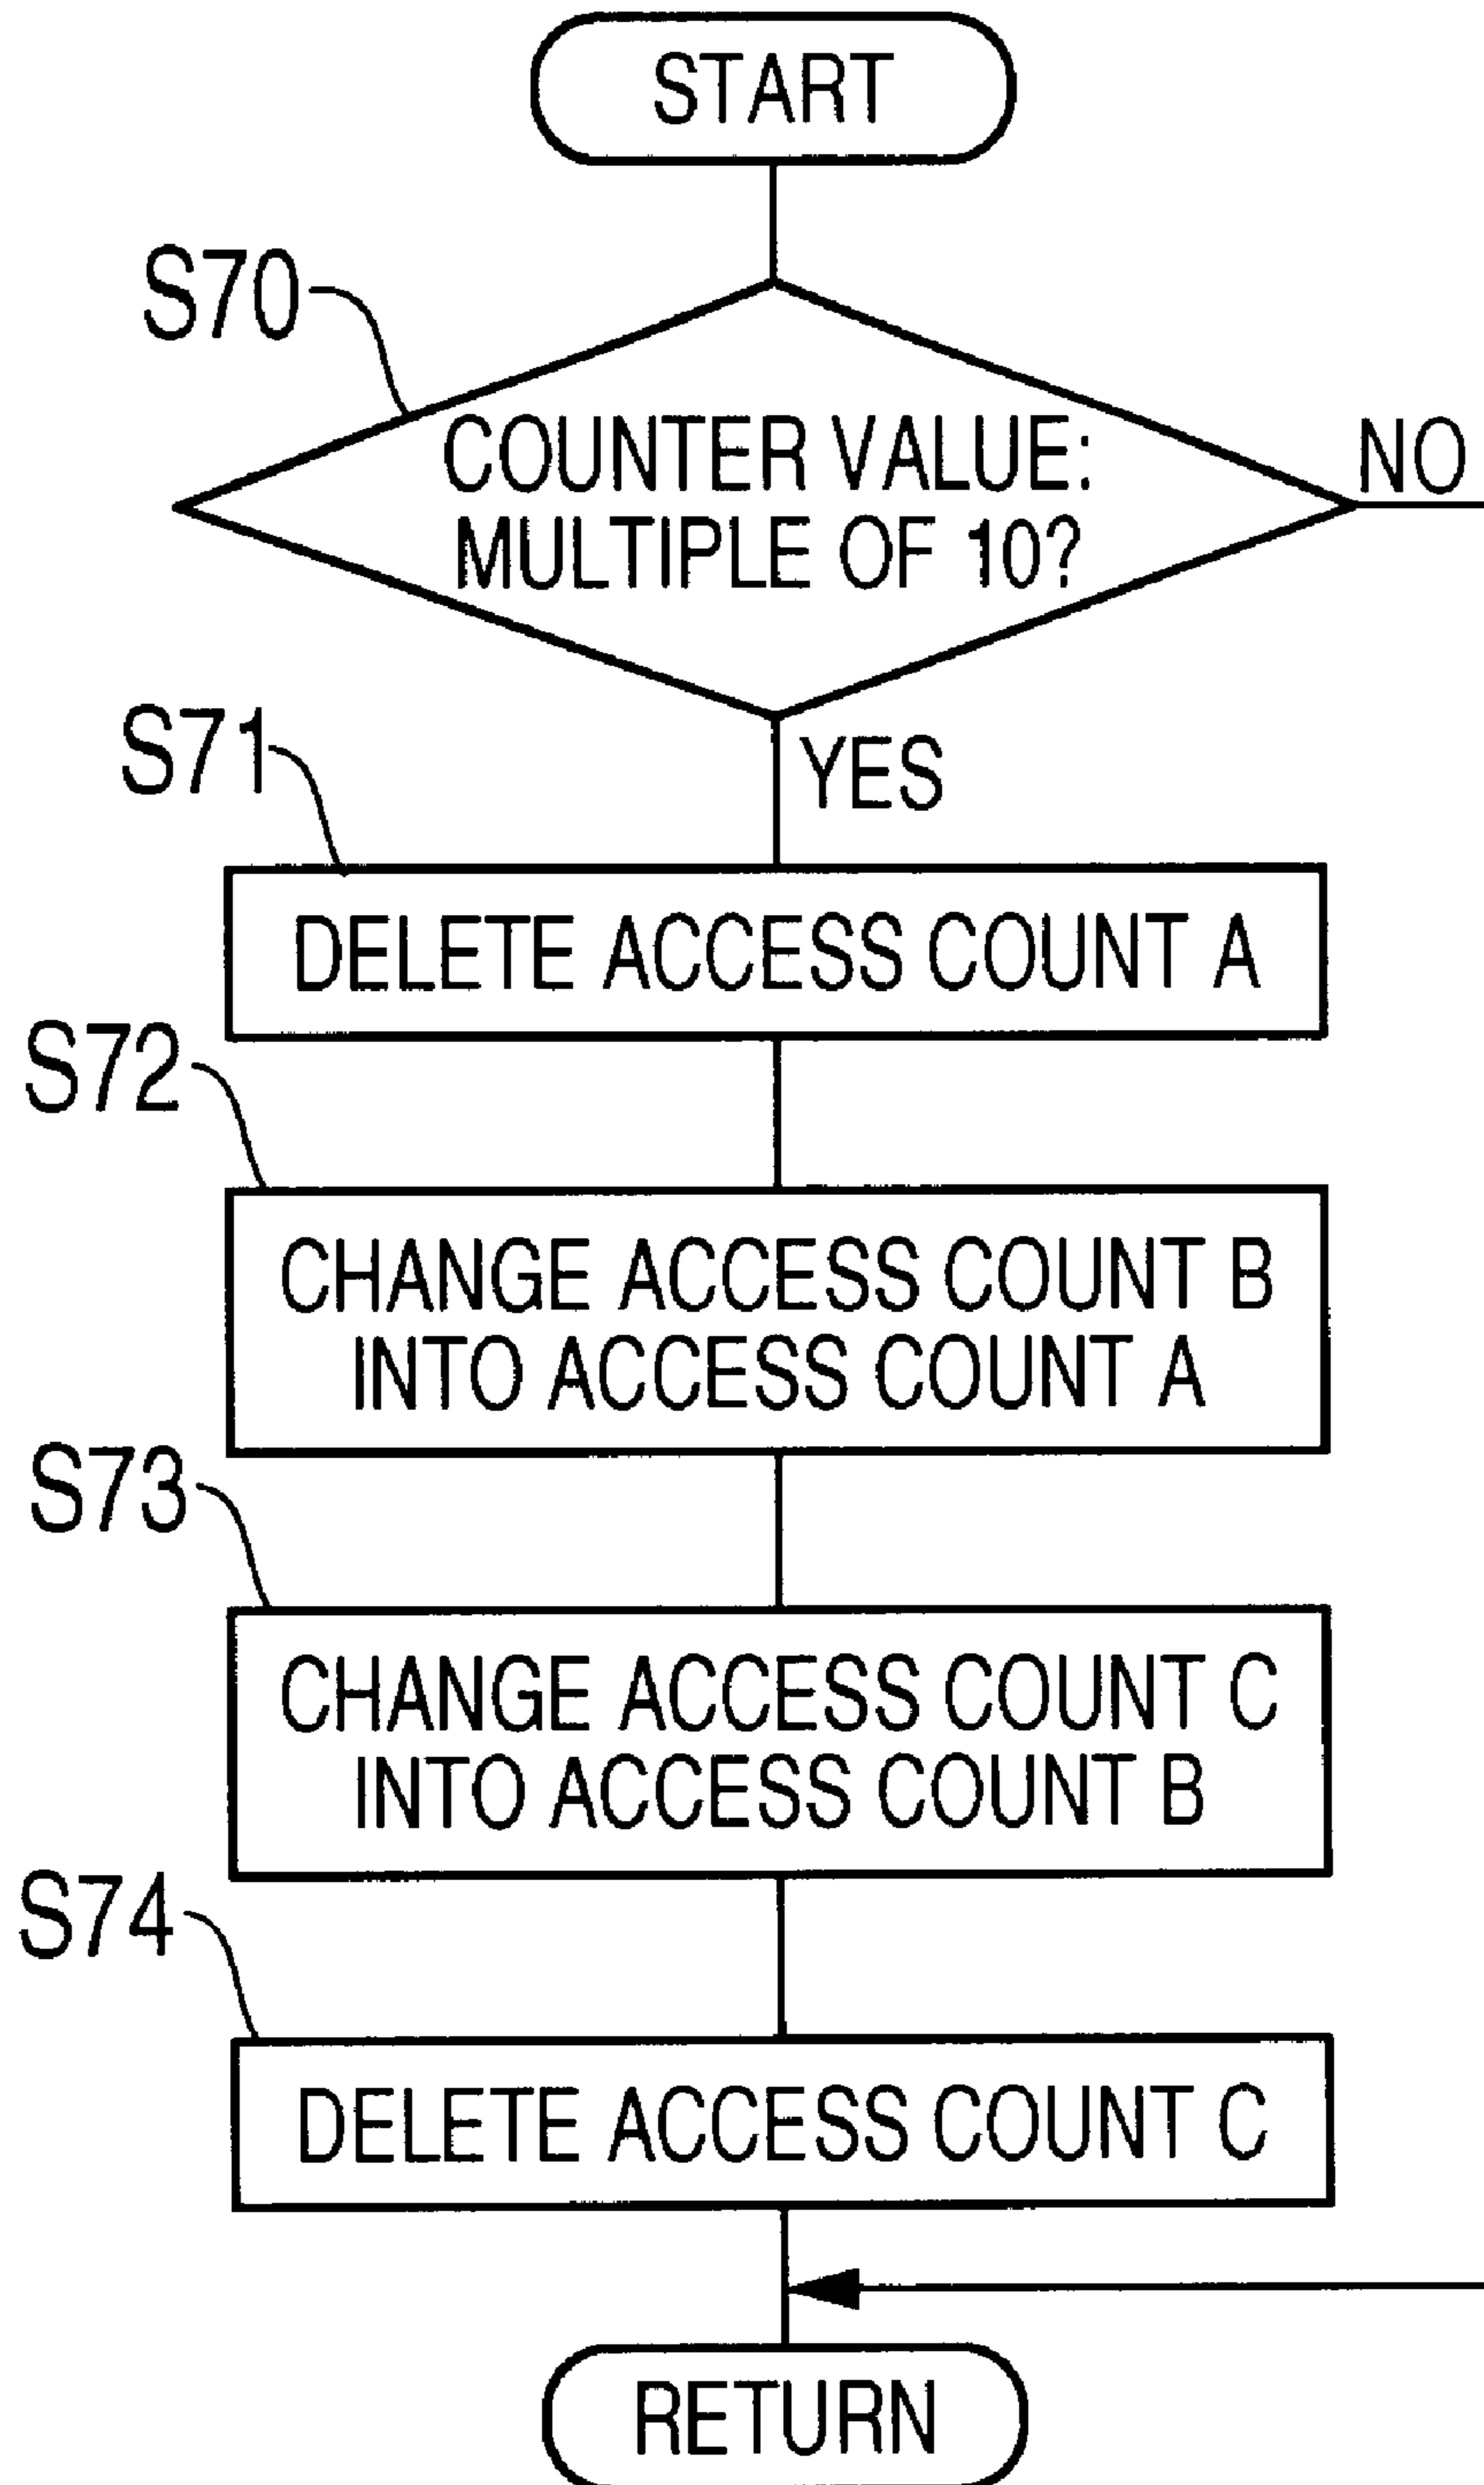 START
S70
COUNTER VALUE:
MULTIPLE OF 10?
NO
YES
S71
DELETE ACCESS COUNT A
S72
CHANGE ACCESS COUNT B
INTO ACCESS COUNT A
S73
CHANGE ACCESS COUNT C
INTO ACCESS COUNT B
S74
DELETE ACCESS COUNT C
RETURN